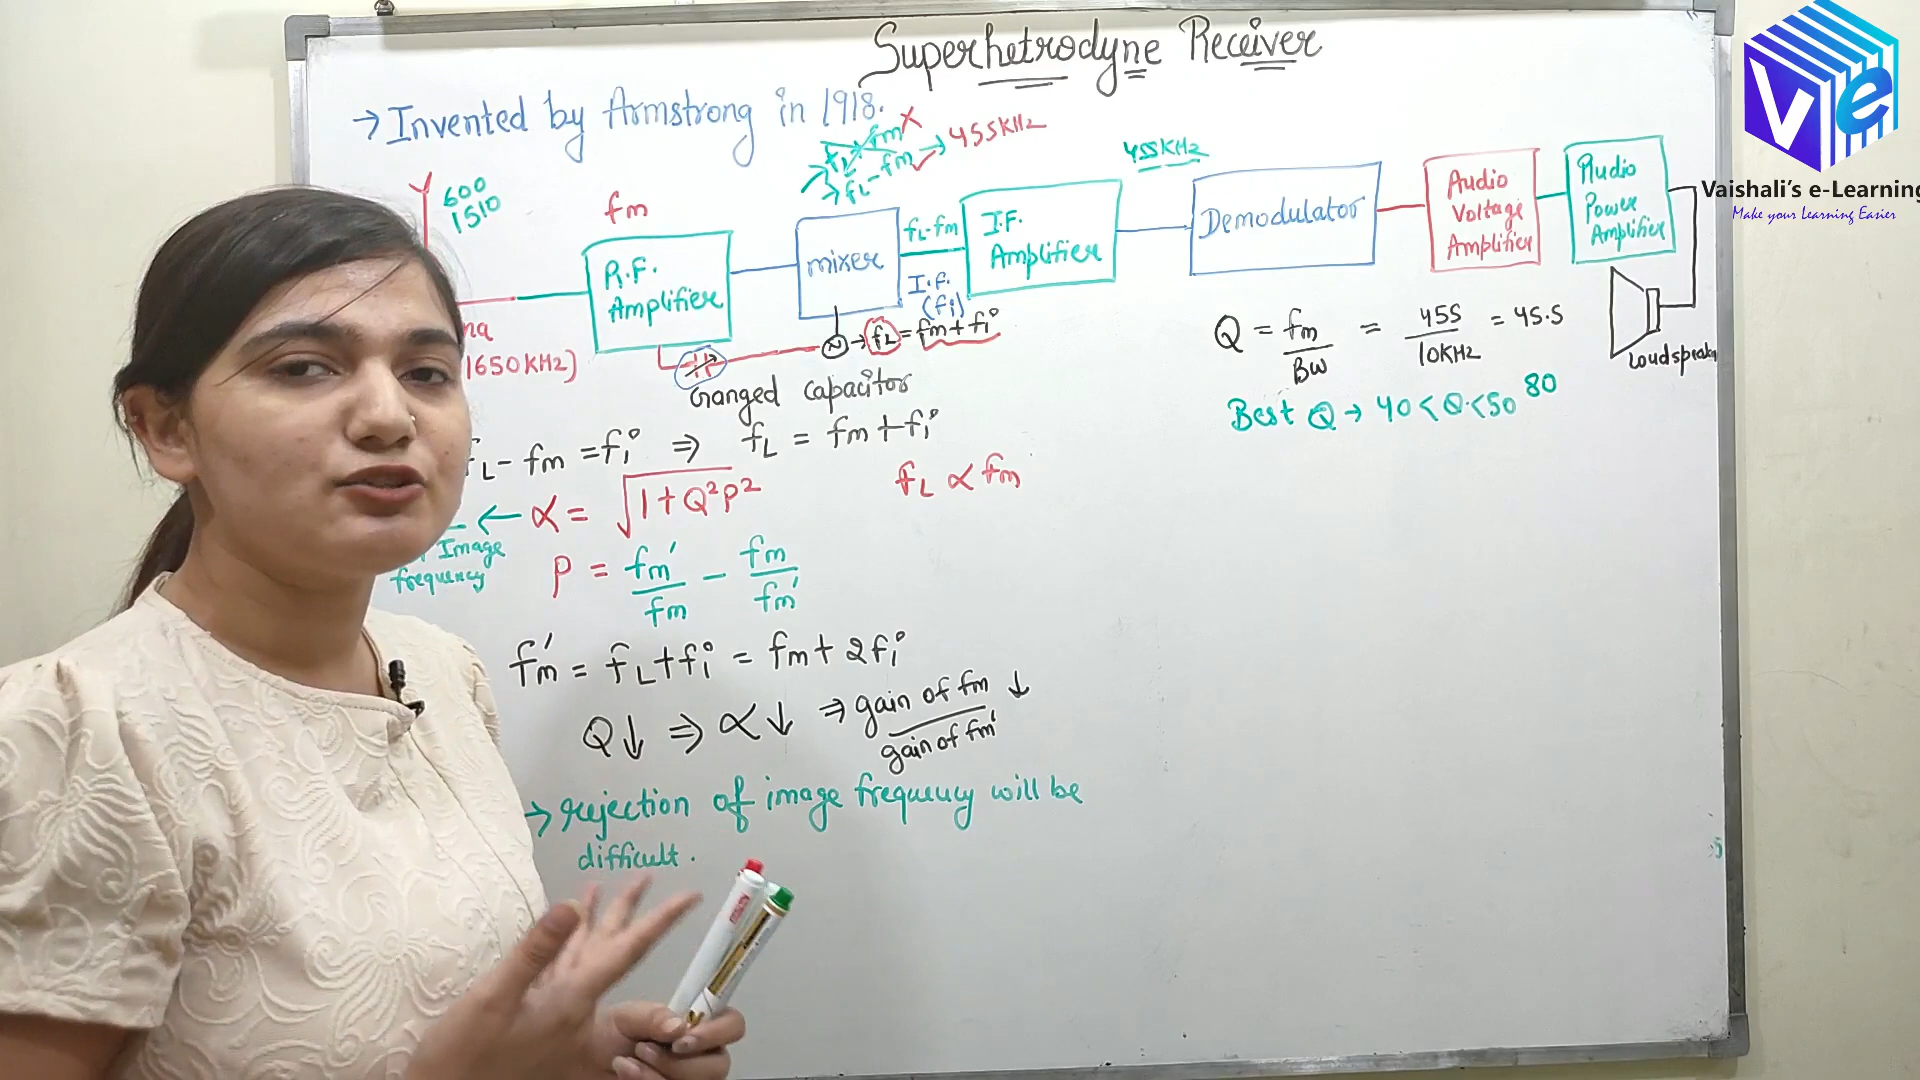 Superhetrodyne Receiver
→ Invented by Armstrong in 1918.
fL + fm X
fL - fm → 455KHz
455KHz
600
1510
fm
R.F. Amplifier
mixer
fL-fm
I.F.
(fi)
I.F. Amplifier
Demodulator
Audio Voltage Amplifier
Audio Power Amplifier
Loudspeaker
1650KHz)
→ fL = fm + fi
Ganged capacitor
Q = fm / BW = 455 / 10KHz = 45.5
Best Q → 40 < Q < 50 80
fL - fm = fi ⇒ fL = fm + fi
fL ∝ fm
← α = √1+Q²P²
Image
frequency
P = fm' / fm - fm / fm'
fm' = fL + fi = fm + 2fi
Q↓ ⇒ α↓ ⇒ gain of fm / gain of fm' ↓
→ rejection of image frequency will be
difficult.
Ve
Vaishali's e-Learning
Make your Learning Easier